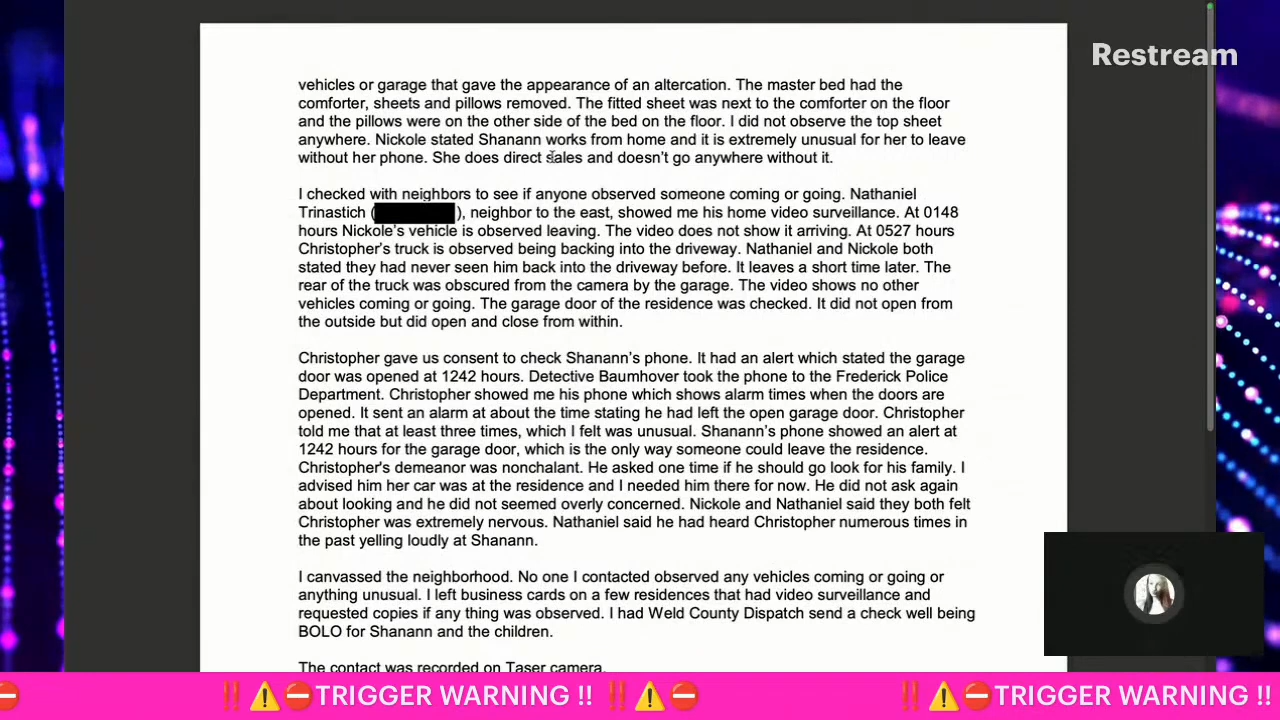 Restream
vehicles or garage that gave the appearance of an altercation. The master bed had the
comforter, sheets and pillows removed. The fitted sheet was next to the comforter on the floor
and the pillows were on the other side of the bed on the floor. I did not observe the top sheet
anywhere. Nickole stated Shanann works from home and it is extremely unusual for her to leave
without her phone. She does direct sales and doesn't go anywhere without it.
I checked with neighbors to see if anyone observed someone coming or going. Nathaniel
Trinastich ( ), neighbor to the east, showed me his home video surveillance. At 0148
hours Nickole's vehicle is observed leaving. The video does not show it arriving. At 0527 hours
Christopher's truck is observed being backing into the driveway. Nathaniel and Nickole both
stated they had never seen him back into the driveway before. It leaves a short time later. The
rear of the truck was obscured from the camera by the garage. The video shows no other
vehicles coming or going. The garage door of the residence was checked. It did not open from
the outside but did open and close from within.
Christopher gave us consent to check Shanann's phone. It had an alert which stated the garage
door was opened at 1242 hours. Detective Baumhover took the phone to the Frederick Police
Department. Christopher showed me his phone which shows alarm times when the doors are
opened. It sent an alarm at about the time stating he had left the open garage door. Christopher
told me that at least three times, which I felt was unusual. Shanann's phone showed an alert at
1242 hours for the garage door, which is the only way someone could leave the residence.
Christopher's demeanor was nonchalant. He asked one time if he should go look for his family. I
advised him her car was at the residence and I needed him there for now. He did not ask again
about looking and he did not seemed overly concerned. Nickole and Nathaniel said they both felt
Christopher was extremely nervous. Nathaniel said he had heard Christopher numerous times in
the past yelling loudly at Shanann.
I canvassed the neighborhood. No one I contacted observed any vehicles coming or going or
anything unusual. I left business cards on a few residences that had video surveillance and
requested copies if any thing was observed. I had Weld County Dispatch send a check well being
BOLO for Shanann and the children.
The contact was recorded on Taser camera.
‼️⚠️⛔TRIGGER WARNING ‼️ ‼️⚠️⛔ ‼️⚠️⛔TRIGGER WARNING ‼️